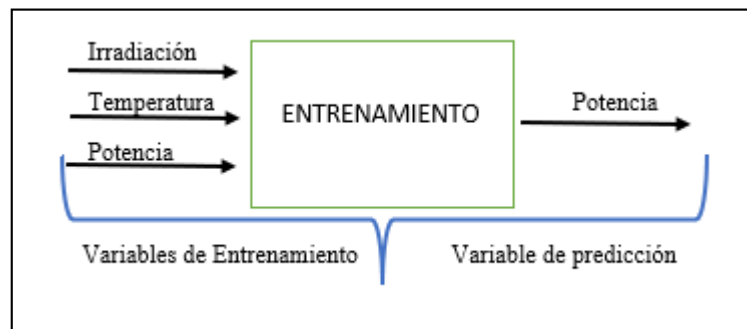 Irradiación
Temperatura
Potencia
ENTRENAMIENTO
Potencia
Variables de Entrenamiento
Variable de predicción